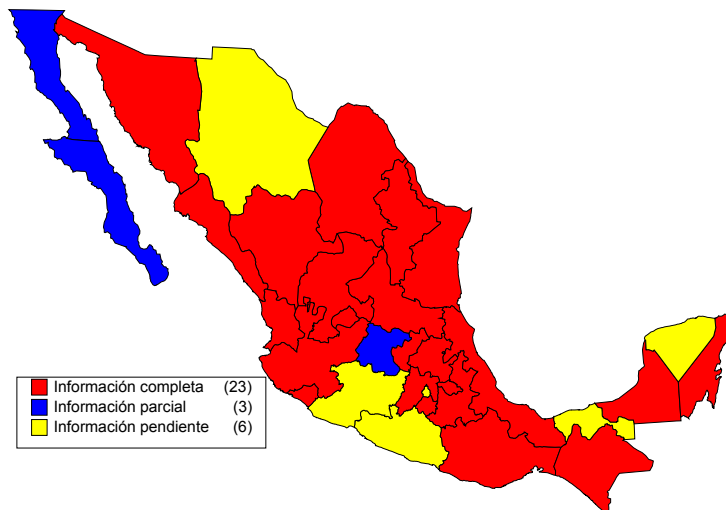 Información completa (23)
Información parcial (3)
Información pendiente (6)